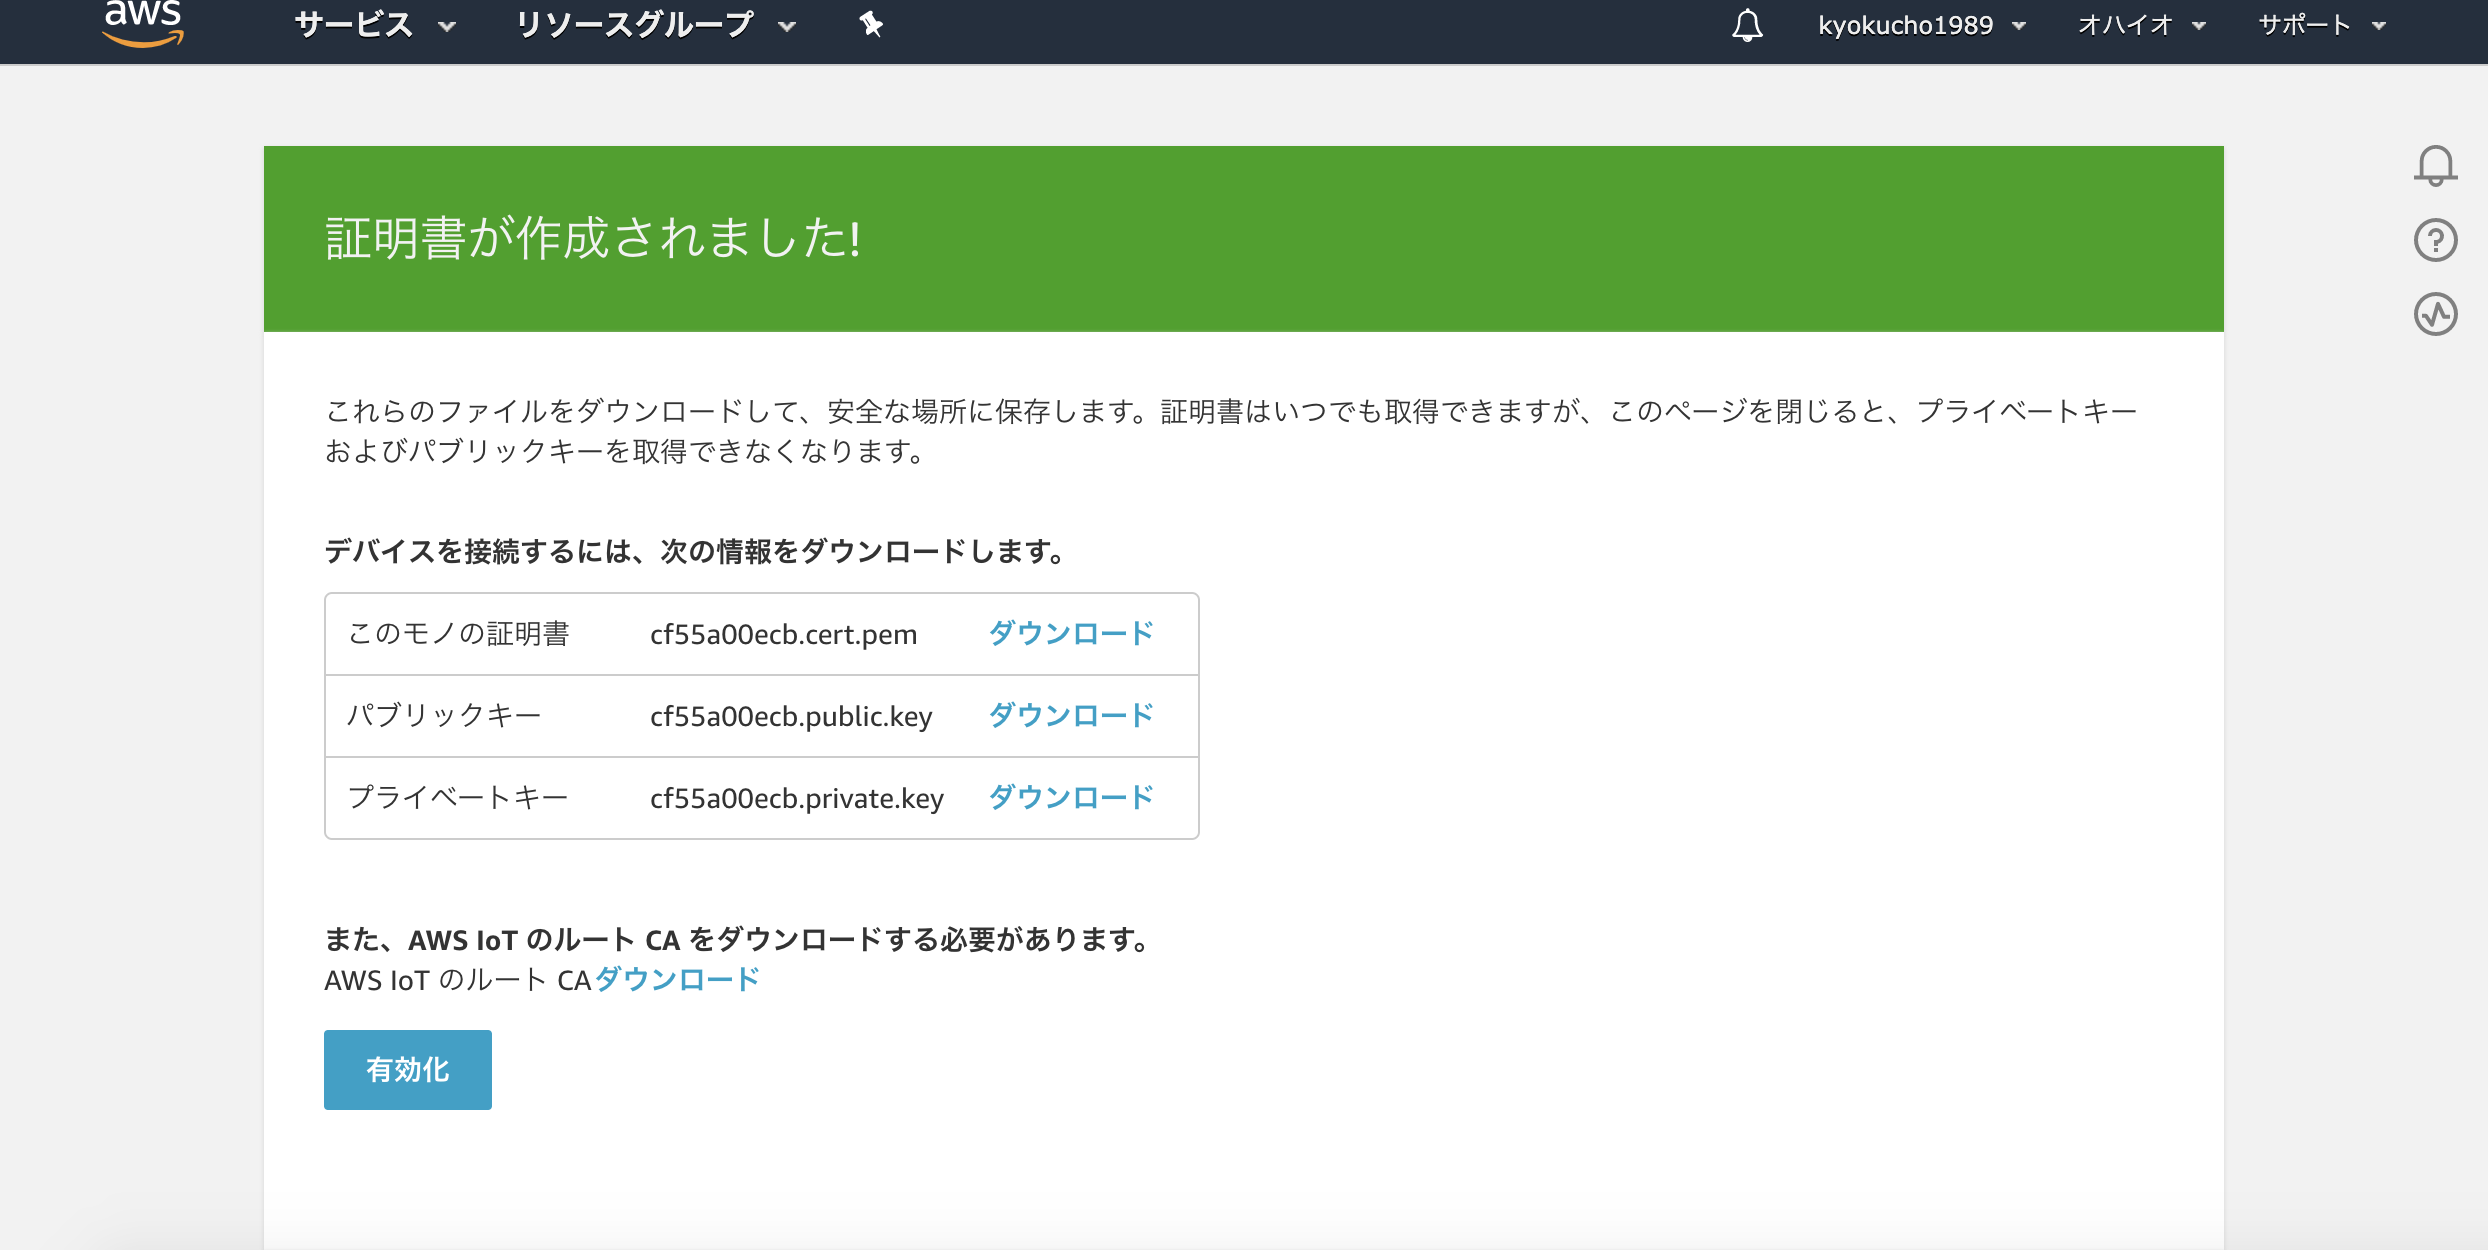 aws サービス リソースグループ kyokucho1989 オハイオ サポート
証明書が作成されました!
これらのファイルをダウンロードして、安全な場所に保存します。証明書はいつでも取得できますが、このページを閉じると、プライベートキー
およびパブリックキーを取得できなくなります。
デバイスを接続するには、次の情報をダウンロードします。
このモノの証明書 cf55a00ecb.cert.pem ダウンロード
パブリックキー cf55a00ecb.public.key ダウンロード
プライベートキー cf55a00ecb.private.key ダウンロード
また、AWS IoT のルート CA をダウンロードする必要があります。
AWS IoT のルート CAダウンロード
有効化